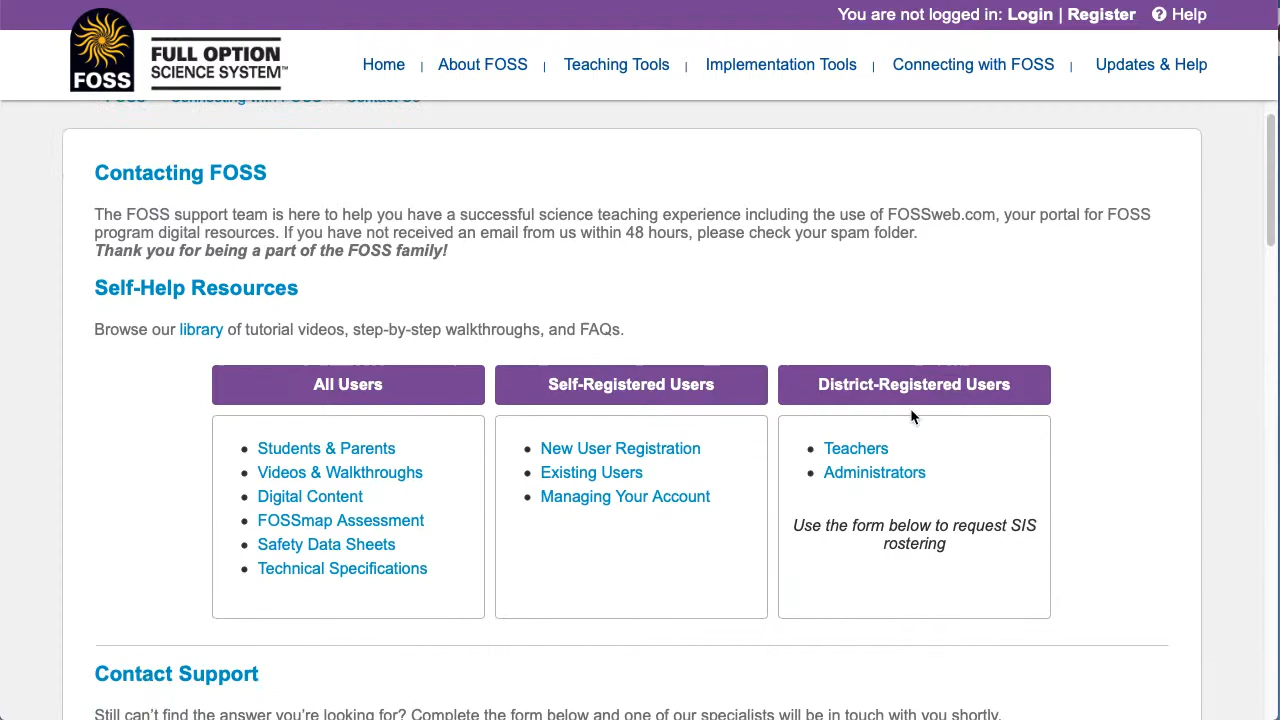 You are not logged in: Login | Register Help
FOSS
FULL OPTION
SCIENCE SYSTEM™
Home | About FOSS | Teaching Tools | Implementation Tools | Connecting with FOSS | Updates & Help
FOSS Connecting with FOSS Contact Us
Contacting FOSS
The FOSS support team is here to help you have a successful science teaching experience including the use of FOSSweb.com, your portal for FOSS
program digital resources. If you have not received an email from us within 48 hours, please check your spam folder.
Thank you for being a part of the FOSS family!
Self-Help Resources
Browse our library of tutorial videos, step-by-step walkthroughs, and FAQs.
All Users
Students & Parents
Videos & Walkthroughs
Digital Content
FOSSmap Assessment
Safety Data Sheets
Technical Specifications
Self-Registered Users
New User Registration
Existing Users
Managing Your Account
District-Registered Users
Teachers
Administrators
Use the form below to request SIS
rostering
Contact Support
Still can't find the answer you're looking for? Complete the form below and one of our specialists will be in touch with you shortly.